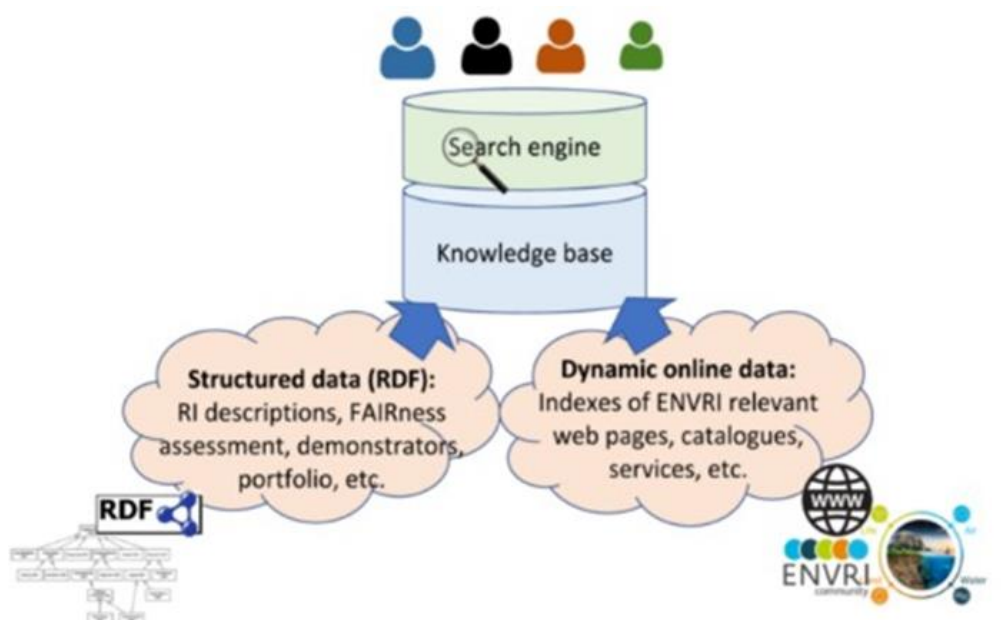 Search engine
Knowledge base
Structured data (RDF):
RI descriptions, FAIRness
assessment, demonstrators,
portfolio, etc.
Dynamic online data:
Indexes of ENVRI relevant
web pages, catalogues,
services, etc.
RDF
WWW
ENVRI
community
Air
Water